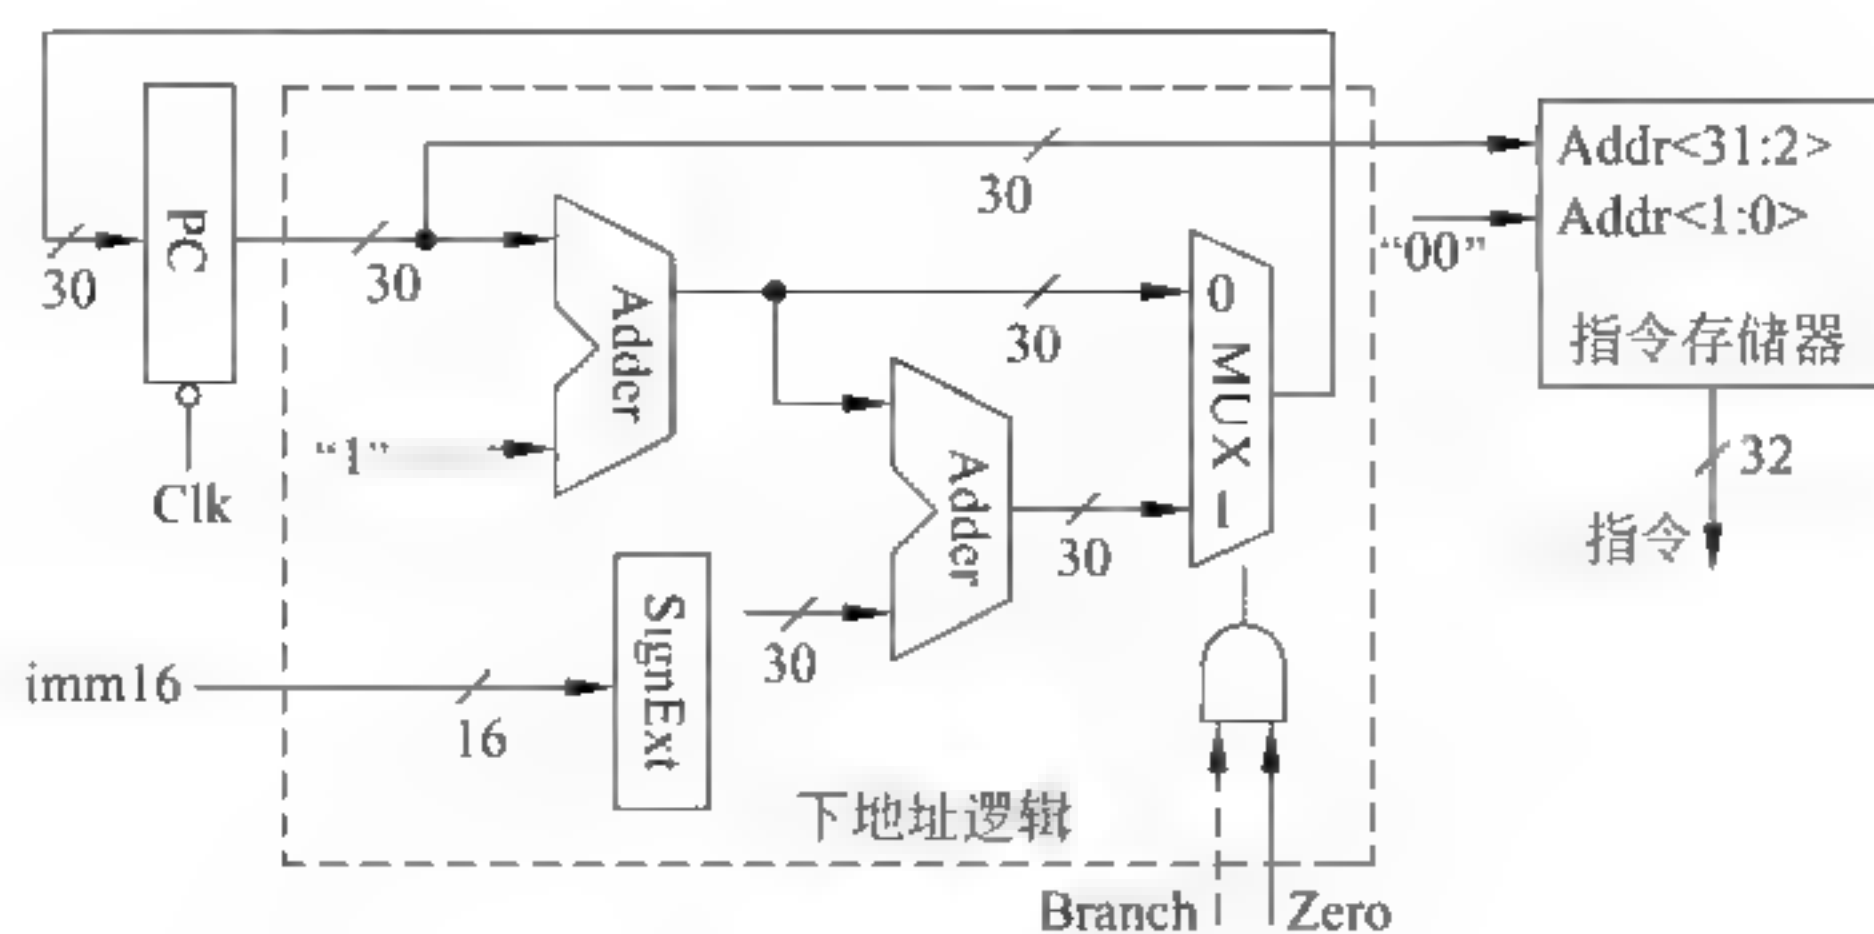 30
PC
Clk
30
"1"
Adder
30
30
Adder
30
30
imm16
16
SignExt
0
MUX
1
下地址逻辑
Branch
Zero
Addr<31:2>
Addr<1:0>
"00"
指令存储器
32
指令